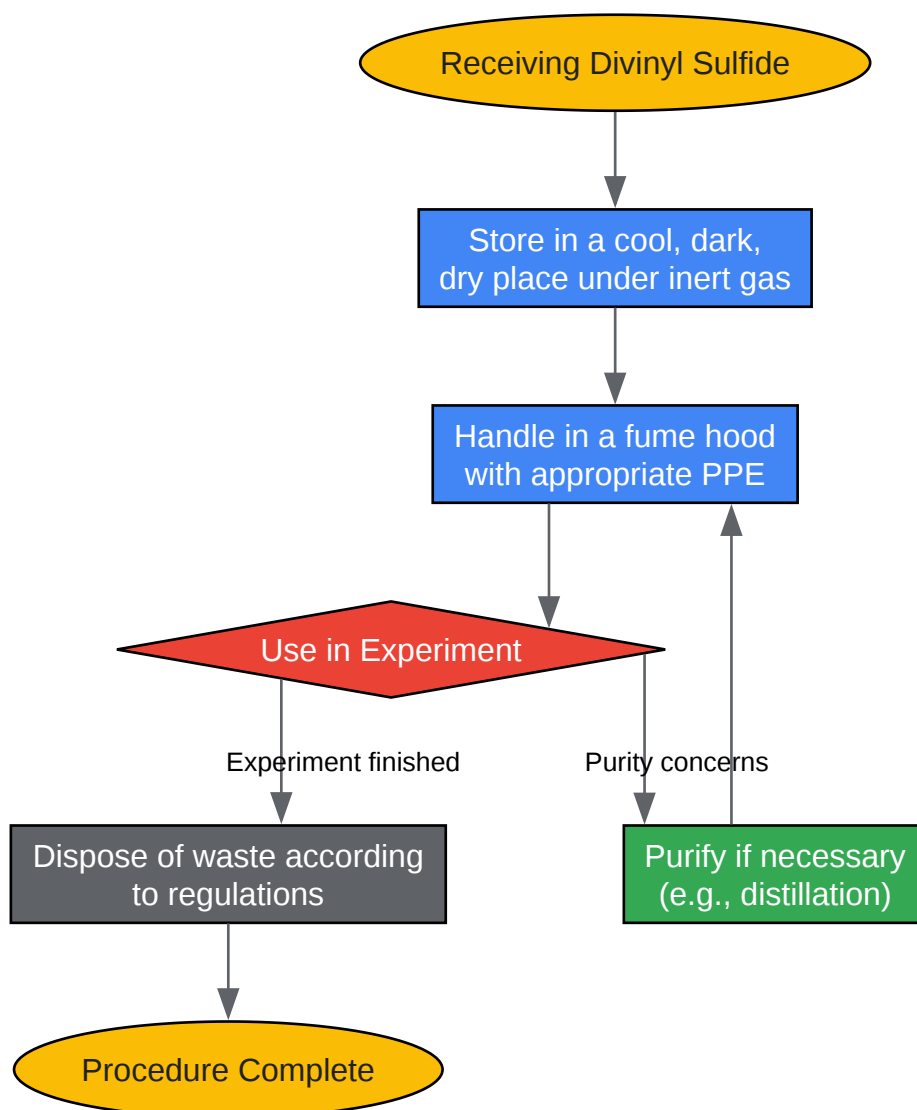 Receiving Divinyl Sulfide
Store in a cool, dark,
dry place under inert gas
Handle in a fume hood
with appropriate PPE
Use in Experiment
Experiment finished
Purity concerns
Dispose of waste according
to regulations
Purify if necessary
(e.g., distillation)
Procedure Complete